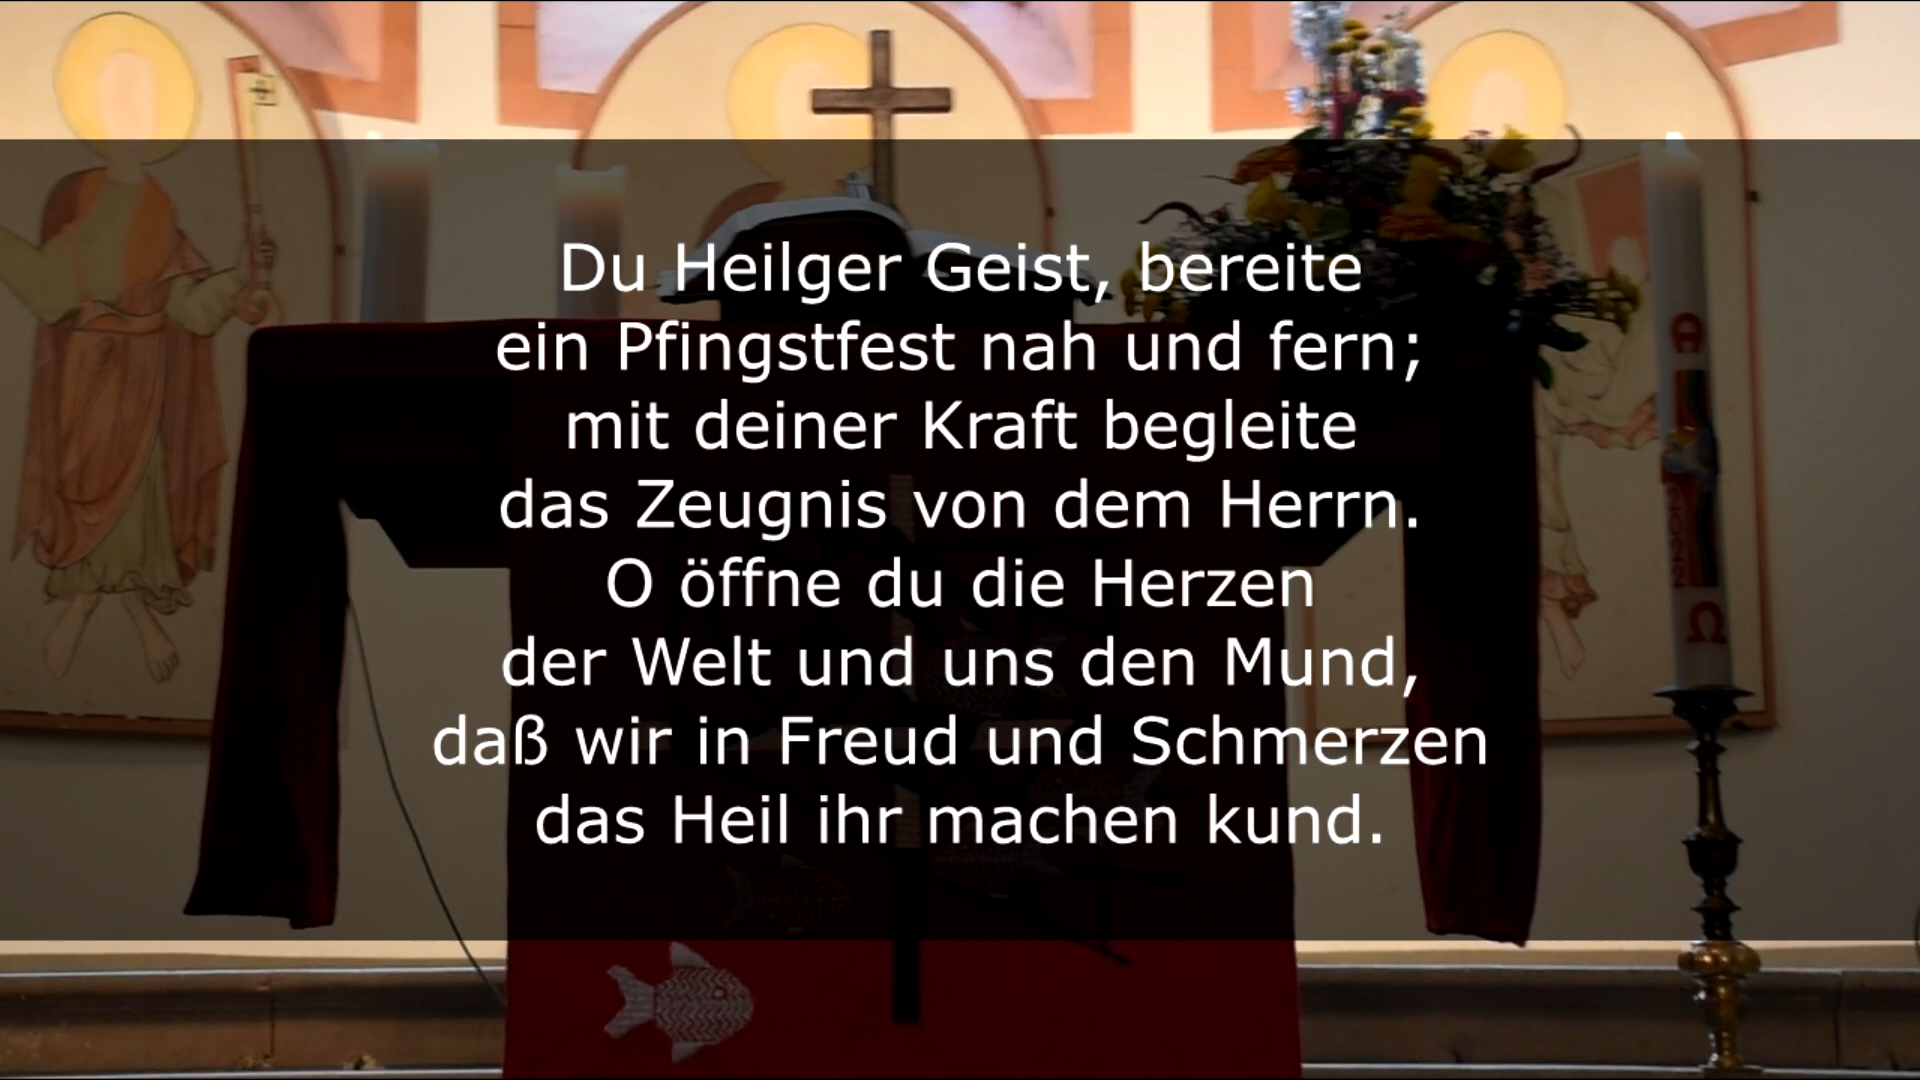 Du Heilger Geist, bereite
ein Pfingstfest nah und fern;
mit deiner Kraft begleite
das Zeugnis von dem Herrn.
O öffne du die Herzen
der Welt und uns den Mund,
daß wir in Freud und Schmerzen
das Heil ihr machen kund.
Α
Ω